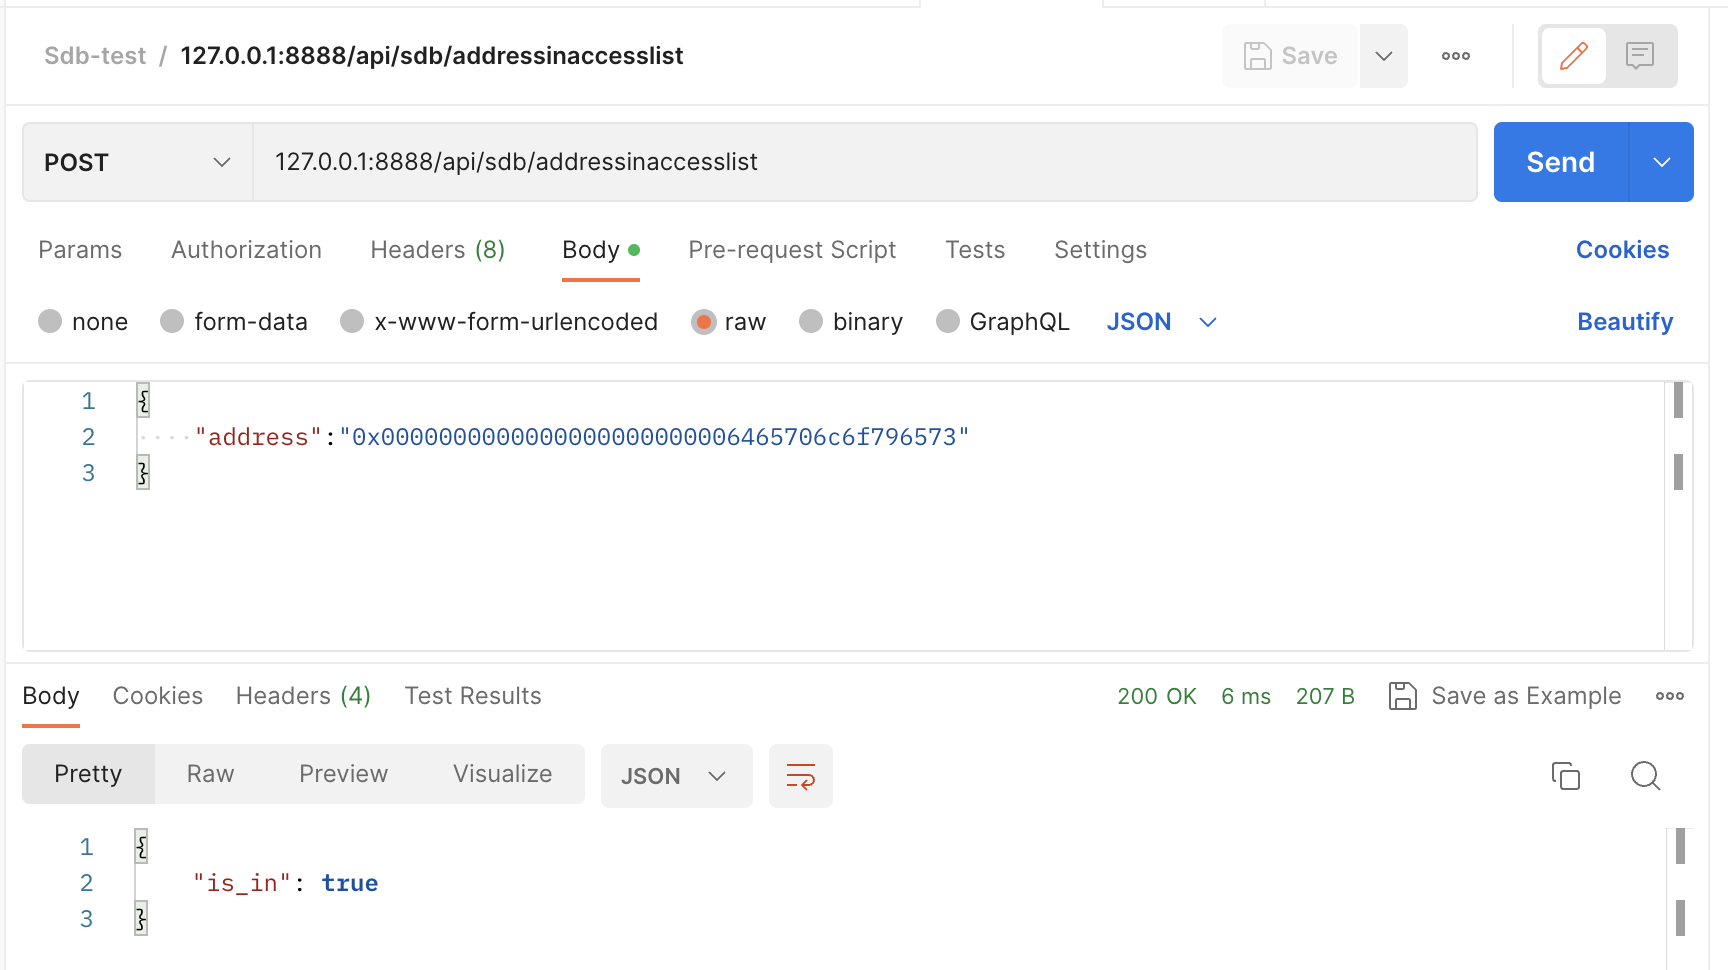 Sdb-test / 127.0.0.1:8888/api/sdb/addressinaccesslist
Save
POST
127.0.0.1:8888/api/sdb/addressinaccesslist
Send
Params Authorization Headers (8) Body Pre-request Script Tests Settings Cookies
none form-data x-www-form-urlencoded raw binary GraphQL JSON Beautify
1 {
2 ····"address":"0x0000000000000000000000006465706c6f796573"
3 }
Body Cookies Headers (4) Test Results 200 OK 6 ms 207 B Save as Example
Pretty Raw Preview Visualize JSON
1 {
2 "is_in": true
3 }